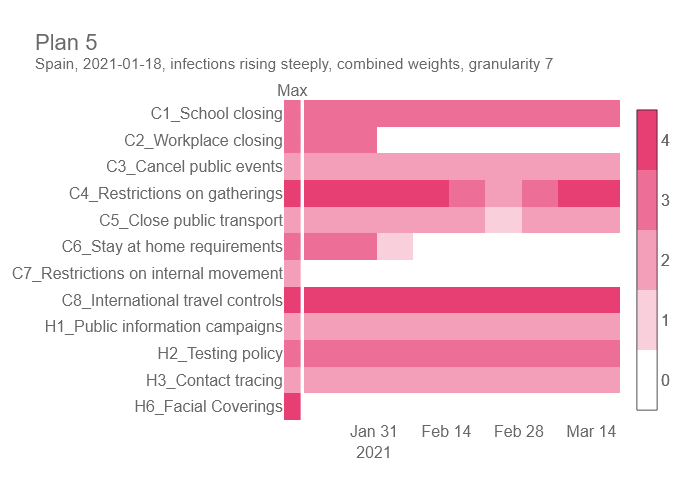 Plan 5
Spain, 2021-01-18, infections rising steeply, combined weights, granularity 7
Max
C1_School closing
C2_Workplace closing
C3_Cancel public events
C4_Restrictions on gatherings
C5_Close public transport
C6_Stay at home requirements
C7_Restrictions on internal movement
C8_International travel controls
H1_Public information campaigns
H2_Testing policy
H3_Contact tracing
H6_Facial Coverings
4
3
2
1
0
Jan 31 Feb 14 Feb 28 Mar 14
2021